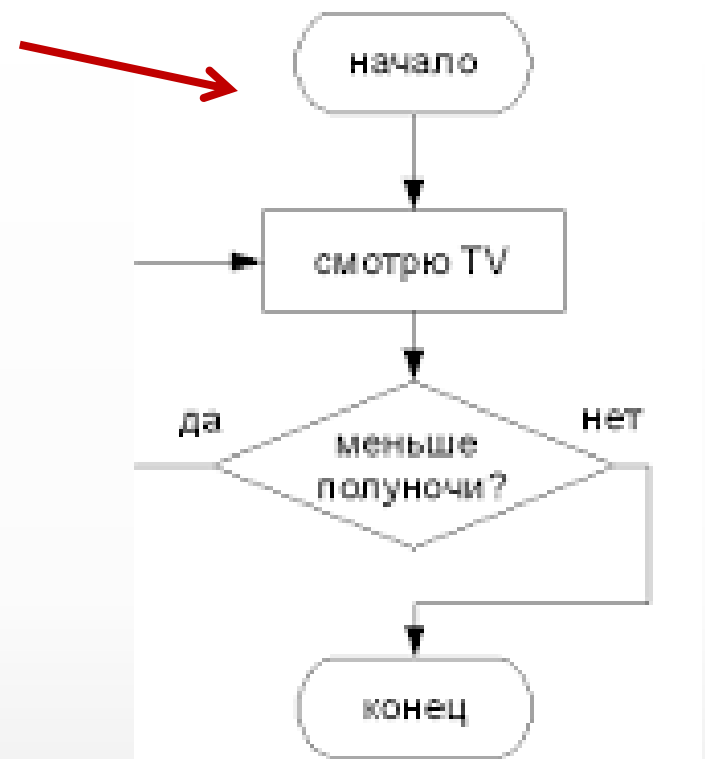 начало
смотрю TV
да
нет
меньше
полуночи?
конец